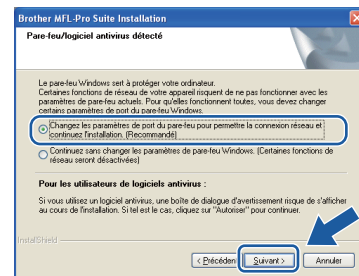 Brother MFL-Pro Suite Installation
Pare-feu/logiciel antivirus détecté
Le pare-feu Windows sert à protéger votre ordinateur.
Certaines fonctions de réseau de votre appareil risquent de ne pas fonctionner avec les
paramètres de pare-feu actuels. Pour qu'elles fonctionnent toutes, vous devez changer
certains paramètres de port du pare-feu Windows.
Changez les paramètres de port du pare-feu pour permettre la connexion réseau et
continuez l'installation. (Recommandé)
Continuez sans changer les paramètres de pare-feu Windows. (Certaines fonctions de
réseau seront désactivées)
Pour les utilisateurs de logiciels antivirus :
Si vous utilisez un logiciel antivirus, une boîte de dialogue d'avertissement risque de s'afficher
au cours de l'installation. Si tel est le cas, cliquez sur "Autoriser" pour continuer.
InstallShield
< Précéden Suivant > Annuler